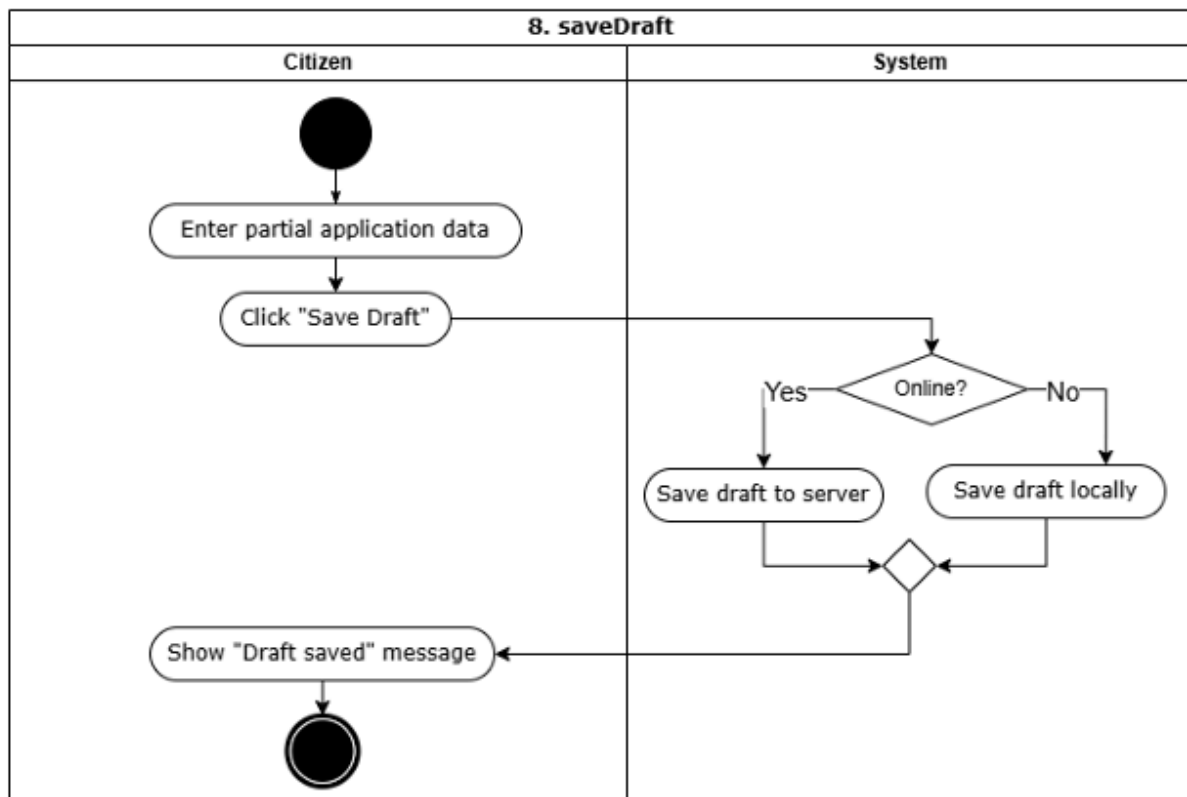 8. saveDraft
Citizen
System
Enter partial application data
Click "Save Draft"
Online?
Yes
No
Save draft to server
Save draft locally
Show "Draft saved" message